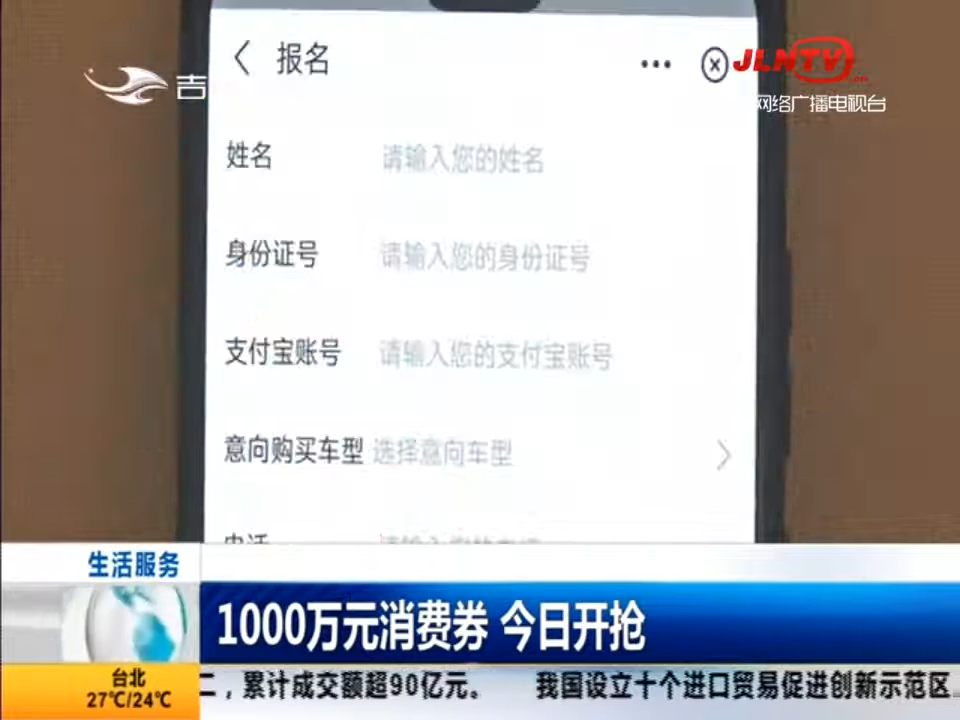 报名
JLNTV
吉
网络广播电视台
姓名 请输入您的姓名
身份证号 请输入您的身份证号
支付宝账号 请输入您的支付宝账号
意向购买车型 选择意向车型
生活服务
1000万元消费券 今日开抢
台北
27℃/24℃
，累计成交额超90亿元。 我国设立十个进口贸易促进创新示范区